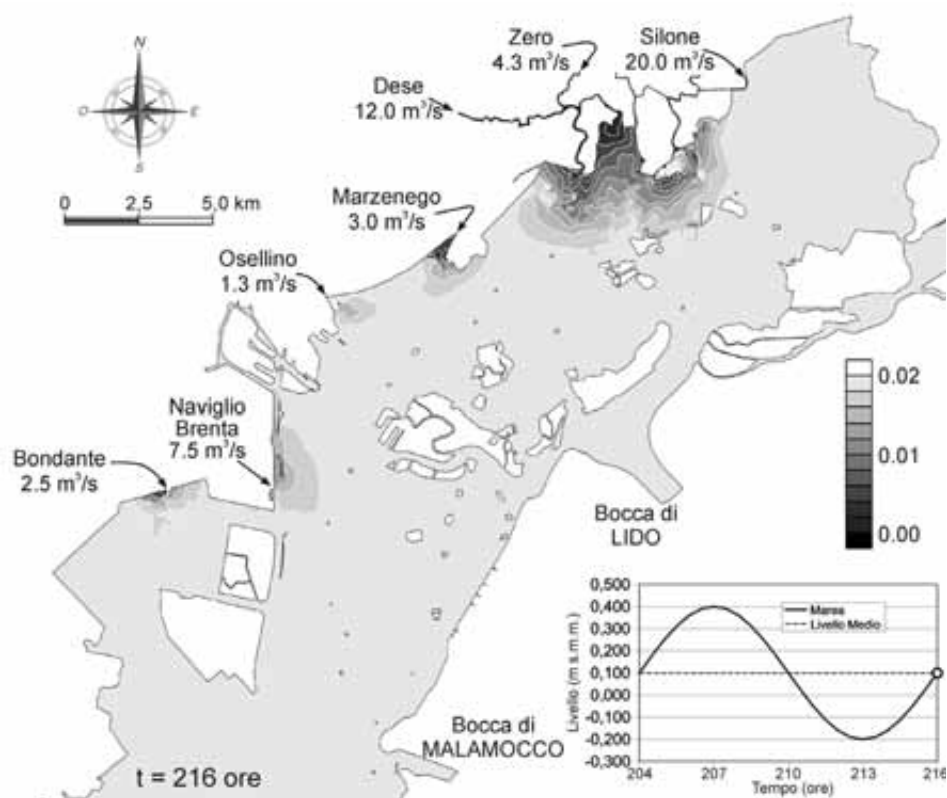 N
O
E
S
0
2,5
5,0 km
Zero
4.3 m³/s
Silone
20.0 m³/s
Dese
12.0 m³/s
Marzenego
3.0 m³/s
Osellino
1.3 m³/s
Naviglio
Brenta
7.5 m³/s
Bondante
2.5 m³/s
Bocca di
LIDO
Bocca di
MALAMOCCO
t = 216 ore
0.02
0.01
0.00
Livello (m s.m.m.)
0,500
0,400
0,300
0,200
0,100
0,000
-0,100
-0,200
-0,300
Marea
Livello Medio
204
207
210
213
216
Tempo (ore)